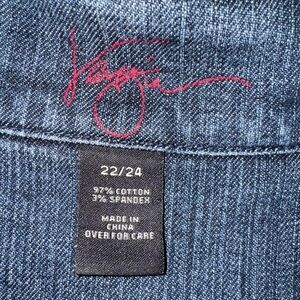 22/24
97% COTTON
3% SPANDEX
MADE IN
CHINA
OVER FOR CARE